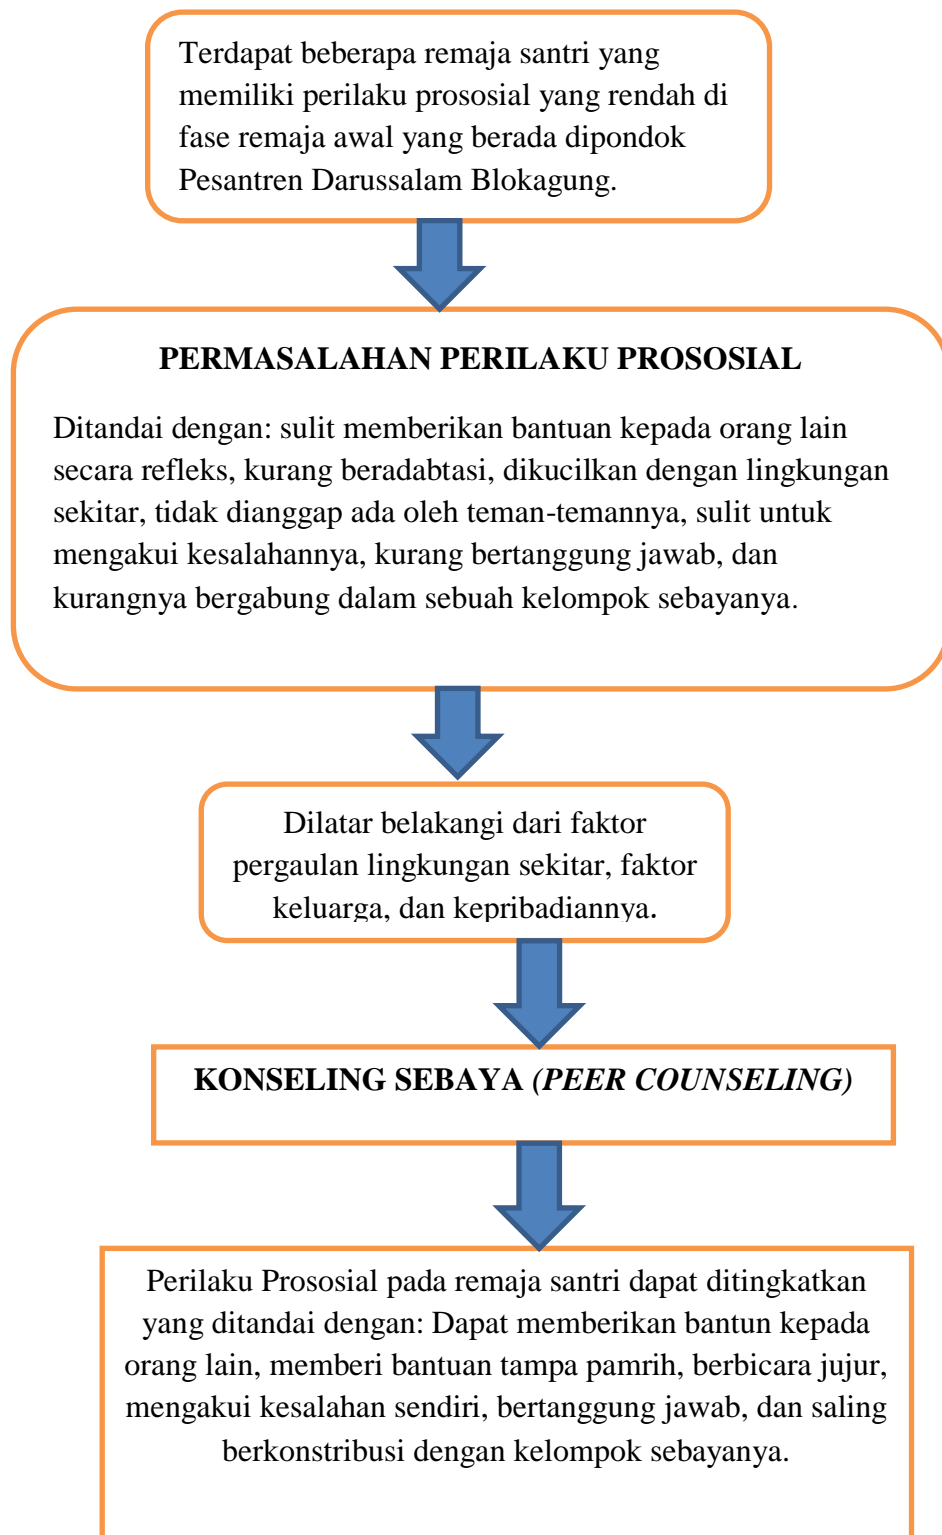 Terdapat beberapa remaja santri yang
memiliki perilaku prososial yang rendah di
fase remaja awal yang berada dipondok
Pesantren Darussalam Blokagung.
PERMASALAHAN PERILAKU PROSOSIAL
Ditandai dengan: sulit memberikan bantuan kepada orang lain
secara refleks, kurang beradabtasi, dikucilkan dengan lingkungan
sekitar, tidak dianggap ada oleh teman-temannya, sulit untuk
mengakui kesalahannya, kurang bertanggung jawab, dan
kurangnya bergabung dalam sebuah kelompok sebayanya.
Dilatar belakangi dari faktor
pergaulan lingkungan sekitar, faktor
keluarga, dan kepribadiannya.
KONSELING SEBAYA (PEER COUNSELING)
Perilaku Prososial pada remaja santri dapat ditingkatkan
yang ditandai dengan: Dapat memberikan bantun kepada
orang lain, memberi bantuan tampa pamrih, berbicara jujur,
mengakui kesalahan sendiri, bertanggung jawab, dan saling
berkonstribusi dengan kelompok sebayanya.